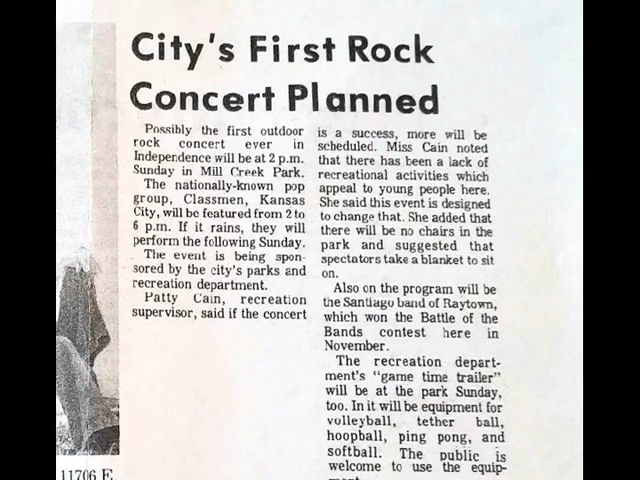 City's First Rock
Concert Planned
Possibly the first outdoor
rock concert ever in
Independence will be at 2 p.m.
Sunday in Mill Creek Park.
The nationally-known pop
group, Classmen, Kansas
City, will be featured from 2 to
6 p.m. If it rains, they will
perform the following Sunday.
The event is being spon-
sored by the city's parks and
recreation department.
Patty Cain, recreation
supervisor, said if the concert
is a success, more will be
scheduled. Miss Cain noted
that there has been a lack of
recreational activities which
appeal to young people here.
She said this event is designed
to change that. She added that
there will be no chairs in the
park and suggested that
spectators take a blanket to sit
on.
Also on the program will be
the Santiago band of Raytown,
which won the Battle of the
Bands contest here in
November.
The recreation depart-
ment's "game time trailer"
will be at the park Sunday,
too. In it will be equipment for
volleyball, tether ball,
hoopball, ping pong, and
softball. The public is
welcome to use the equip-
11706 E.